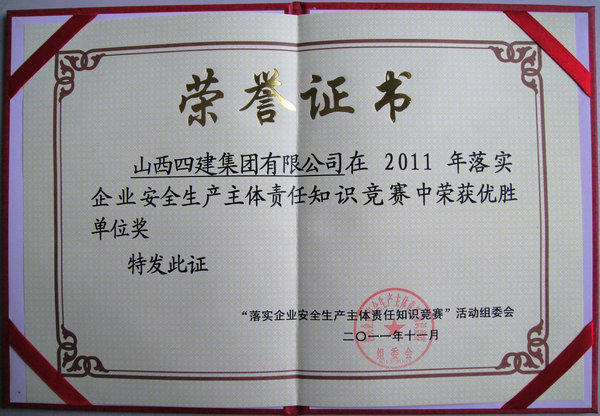 荣誉证书
山西四建集团有限公司在 2011 年落实
企业安全生产主体责任知识竞赛中荣获优胜
单位奖
特发此证
“落实企业安全生产主体责任知识竞赛”活动组委会
二〇一一年十一月
组委会